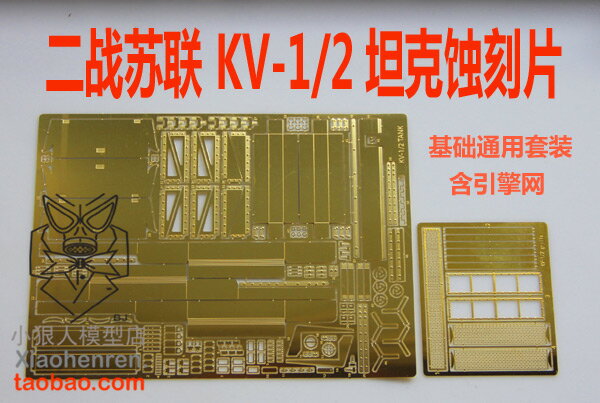 二战苏联 KV-1/2 坦克蚀刻片
基础通用套装
含引擎网
KV-1/2 TANK
小狠人模型店
Xiaohenren
taobao.com